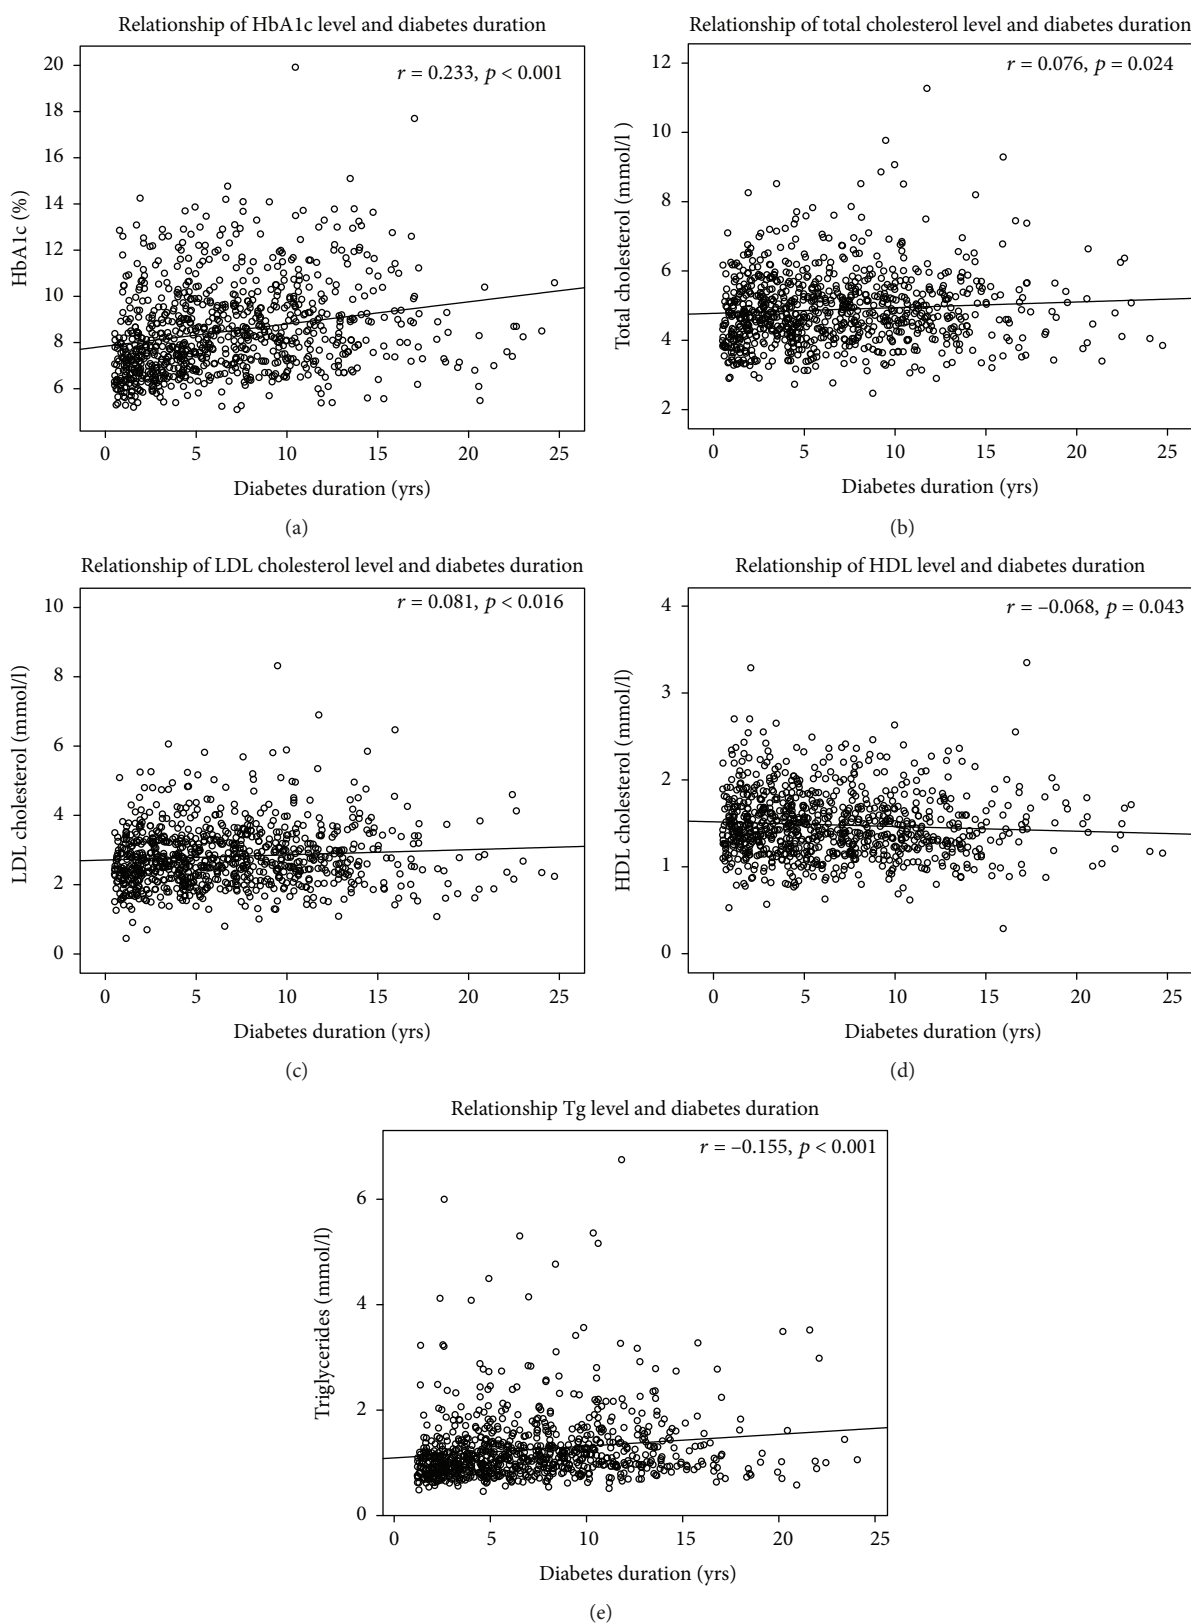 Relationship of HbA1c level and diabetes duration
r = 0.233, p < 0.001
HbA1c (%)
20
18
16
14
12
10
8
6
0 5 10 15 20 25
Diabetes duration (yrs)
(a)
Relationship of total cholesterol level and diabetes duration
r = 0.076, p = 0.024
Total cholesterol (mmol/l )
12
10
8
6
4
2
0 5 10 15 20 25
Diabetes duration (yrs)
(b)
Relationship of LDL cholesterol level and diabetes duration
r = 0.081, p < 0.016
LDL cholesterol (mmol/l)
10
8
6
4
2
0
0 5 10 15 20 25
Diabetes duration (yrs)
(c)
Relationship of HDL level and diabetes duration
r = –0.068, p = 0.043
HDL cholesterol (mmol/l)
4
3
2
1
0
0 5 10 15 20 25
Diabetes duration (yrs)
(d)
Relationship Tg level and diabetes duration
r = –0.155, p < 0.001
Triglycerides (mmol/l)
6
4
2
0
0 5 10 15 20 25
Diabetes duration (yrs)
(e)